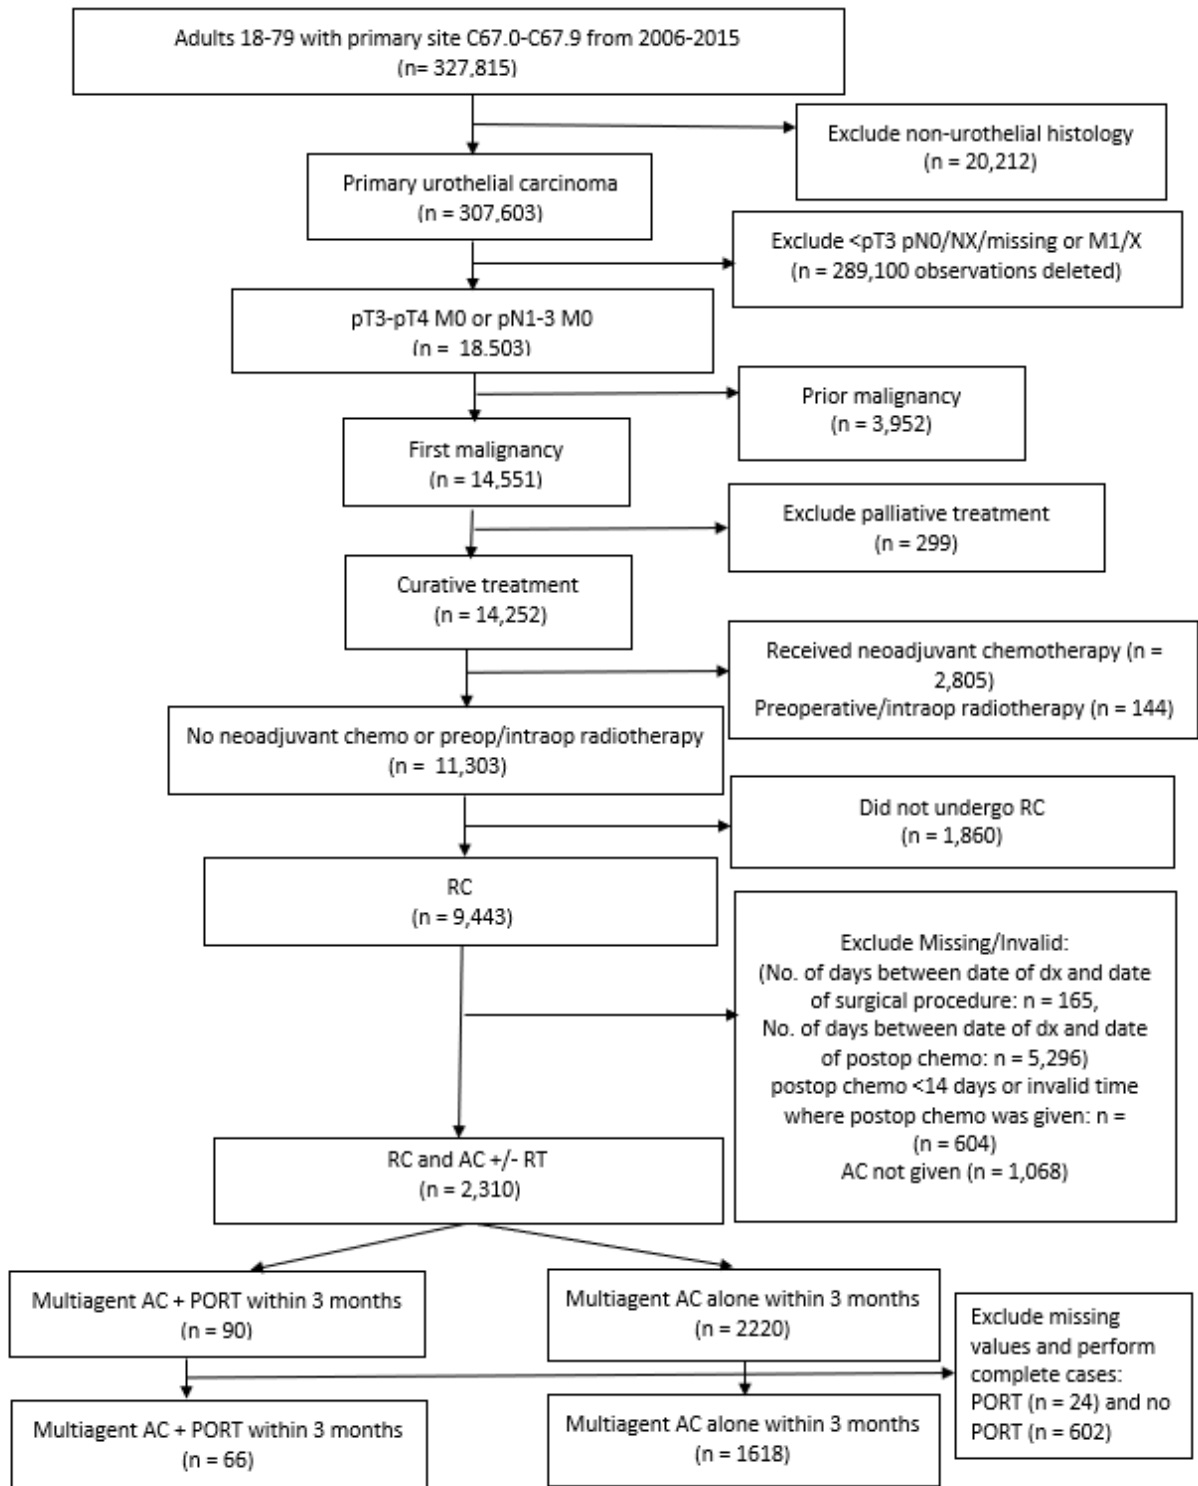 Adults 18-79 with primary site C67.0-C67.9 from 2006-2015
(n= 327,815)
Exclude non-urothelial histology
(n = 20,212)
Primary urothelial carcinoma
(n = 307,603)
Exclude <pT3 pN0/NX/missing or M1/X
(n = 289,100 observations deleted)
pT3-pT4 M0 or pN1-3 M0
(n = 18,503)
Prior malignancy
(n = 3,952)
First malignancy
(n = 14,551)
Exclude palliative treatment
(n = 299)
Curative treatment
(n = 14,252)
Received neoadjuvant chemotherapy (n =
2,805)
Preoperative/intraop radiotherapy (n = 144)
No neoadjuvant chemo or preop/intraop radiotherapy
(n = 11,303)
Did not undergo RC
(n = 1,860)
RC
(n = 9,443)
Exclude Missing/Invalid:
(No. of days between date of dx and date
of surgical procedure: n = 165,
No. of days between date of dx and date
of postop chemo: n = 5,296)
postop chemo <14 days or invalid time
where postop chemo was given: n =
(n = 604)
AC not given (n = 1,068)
RC and AC +/- RT
(n = 2,310)
Multiagent AC + PORT within 3 months
(n = 90)
Multiagent AC alone within 3 months
(n = 2220)
Exclude missing
values and perform
complete cases:
PORT (n = 24) and no
PORT (n = 602)
Multiagent AC + PORT within 3 months
(n = 66)
Multiagent AC alone within 3 months
(n = 1618)